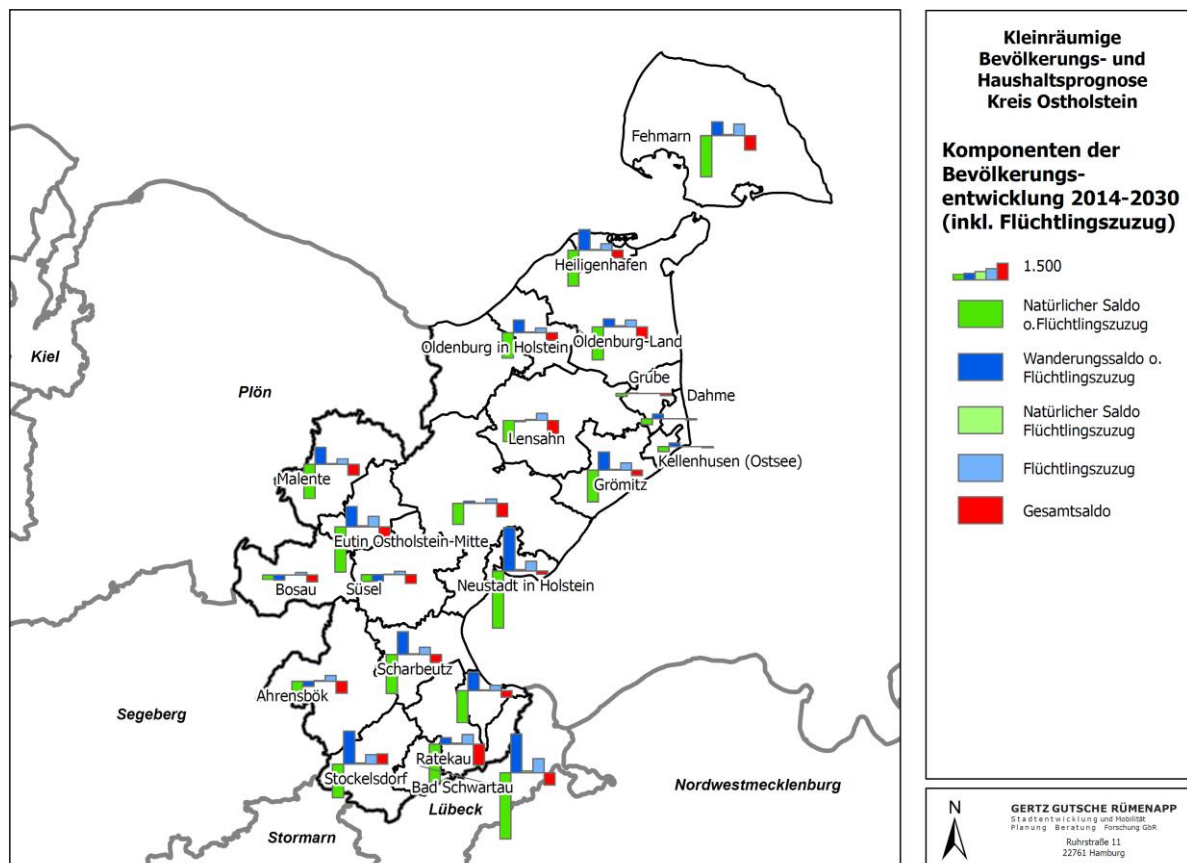 Kleinräumige
Bevölkerungs- und
Haushaltsprognose
Kreis Ostholstein
Komponenten der
Bevölkerungs-
entwicklung 2014-2030
(inkl. Flüchtlingszuzug)
1.500
Natürlicher Saldo
o.Flüchtlingszuzug
Wanderungssaldo o.
Flüchtlingszuzug
Natürlicher Saldo
Flüchtlingszuzug
Flüchtlingszuzug
Gesamtsaldo
Fehmarn
Heiligenhafen
Oldenburg in Holstein
Oldenburg-Land
Kiel
Plön
Grube
Dahme
Lensahn
Kellenhusen (Ostsee)
Malente
Grömitz
Eutin
Ostholstein-Mitte
Bosau
Süsel
Neustadt in Holstein
Scharbeutz
Ahrensbök
Segeberg
Ratekau
Stockelsdorf
Bad Schwartau
Nordwestmecklenburg
Lübeck
Stormarn
N
GERTZ GUTSCHE RÜMENAPP
Stadtentwicklung und Mobilität
Planung Beratung Forschung GbR
Ruhrstraße 11
22761 Hamburg